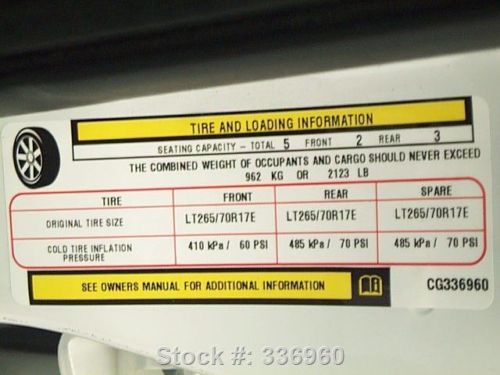 TIRE AND LOADING INFORMATION
SEATING CAPACITY - TOTAL 5 FRONT 2 REAR 3
THE COMBINED WEIGHT OF OCCUPANTS AND CARGO SHOULD NEVER EXCEED
962 KG OR 2123 LB
TIRE FRONT REAR SPARE
ORIGINAL TIRE SIZE LT265/70R17E LT265/70R17E LT265/70R17E
COLD TIRE INFLATION PRESSURE 410 kPa / 60 PSI 485 kPa / 70 PSI 485 kPa / 70 PSI
SEE OWNERS MANUAL FOR ADDITIONAL INFORMATION CG336960
Stock #: 336960